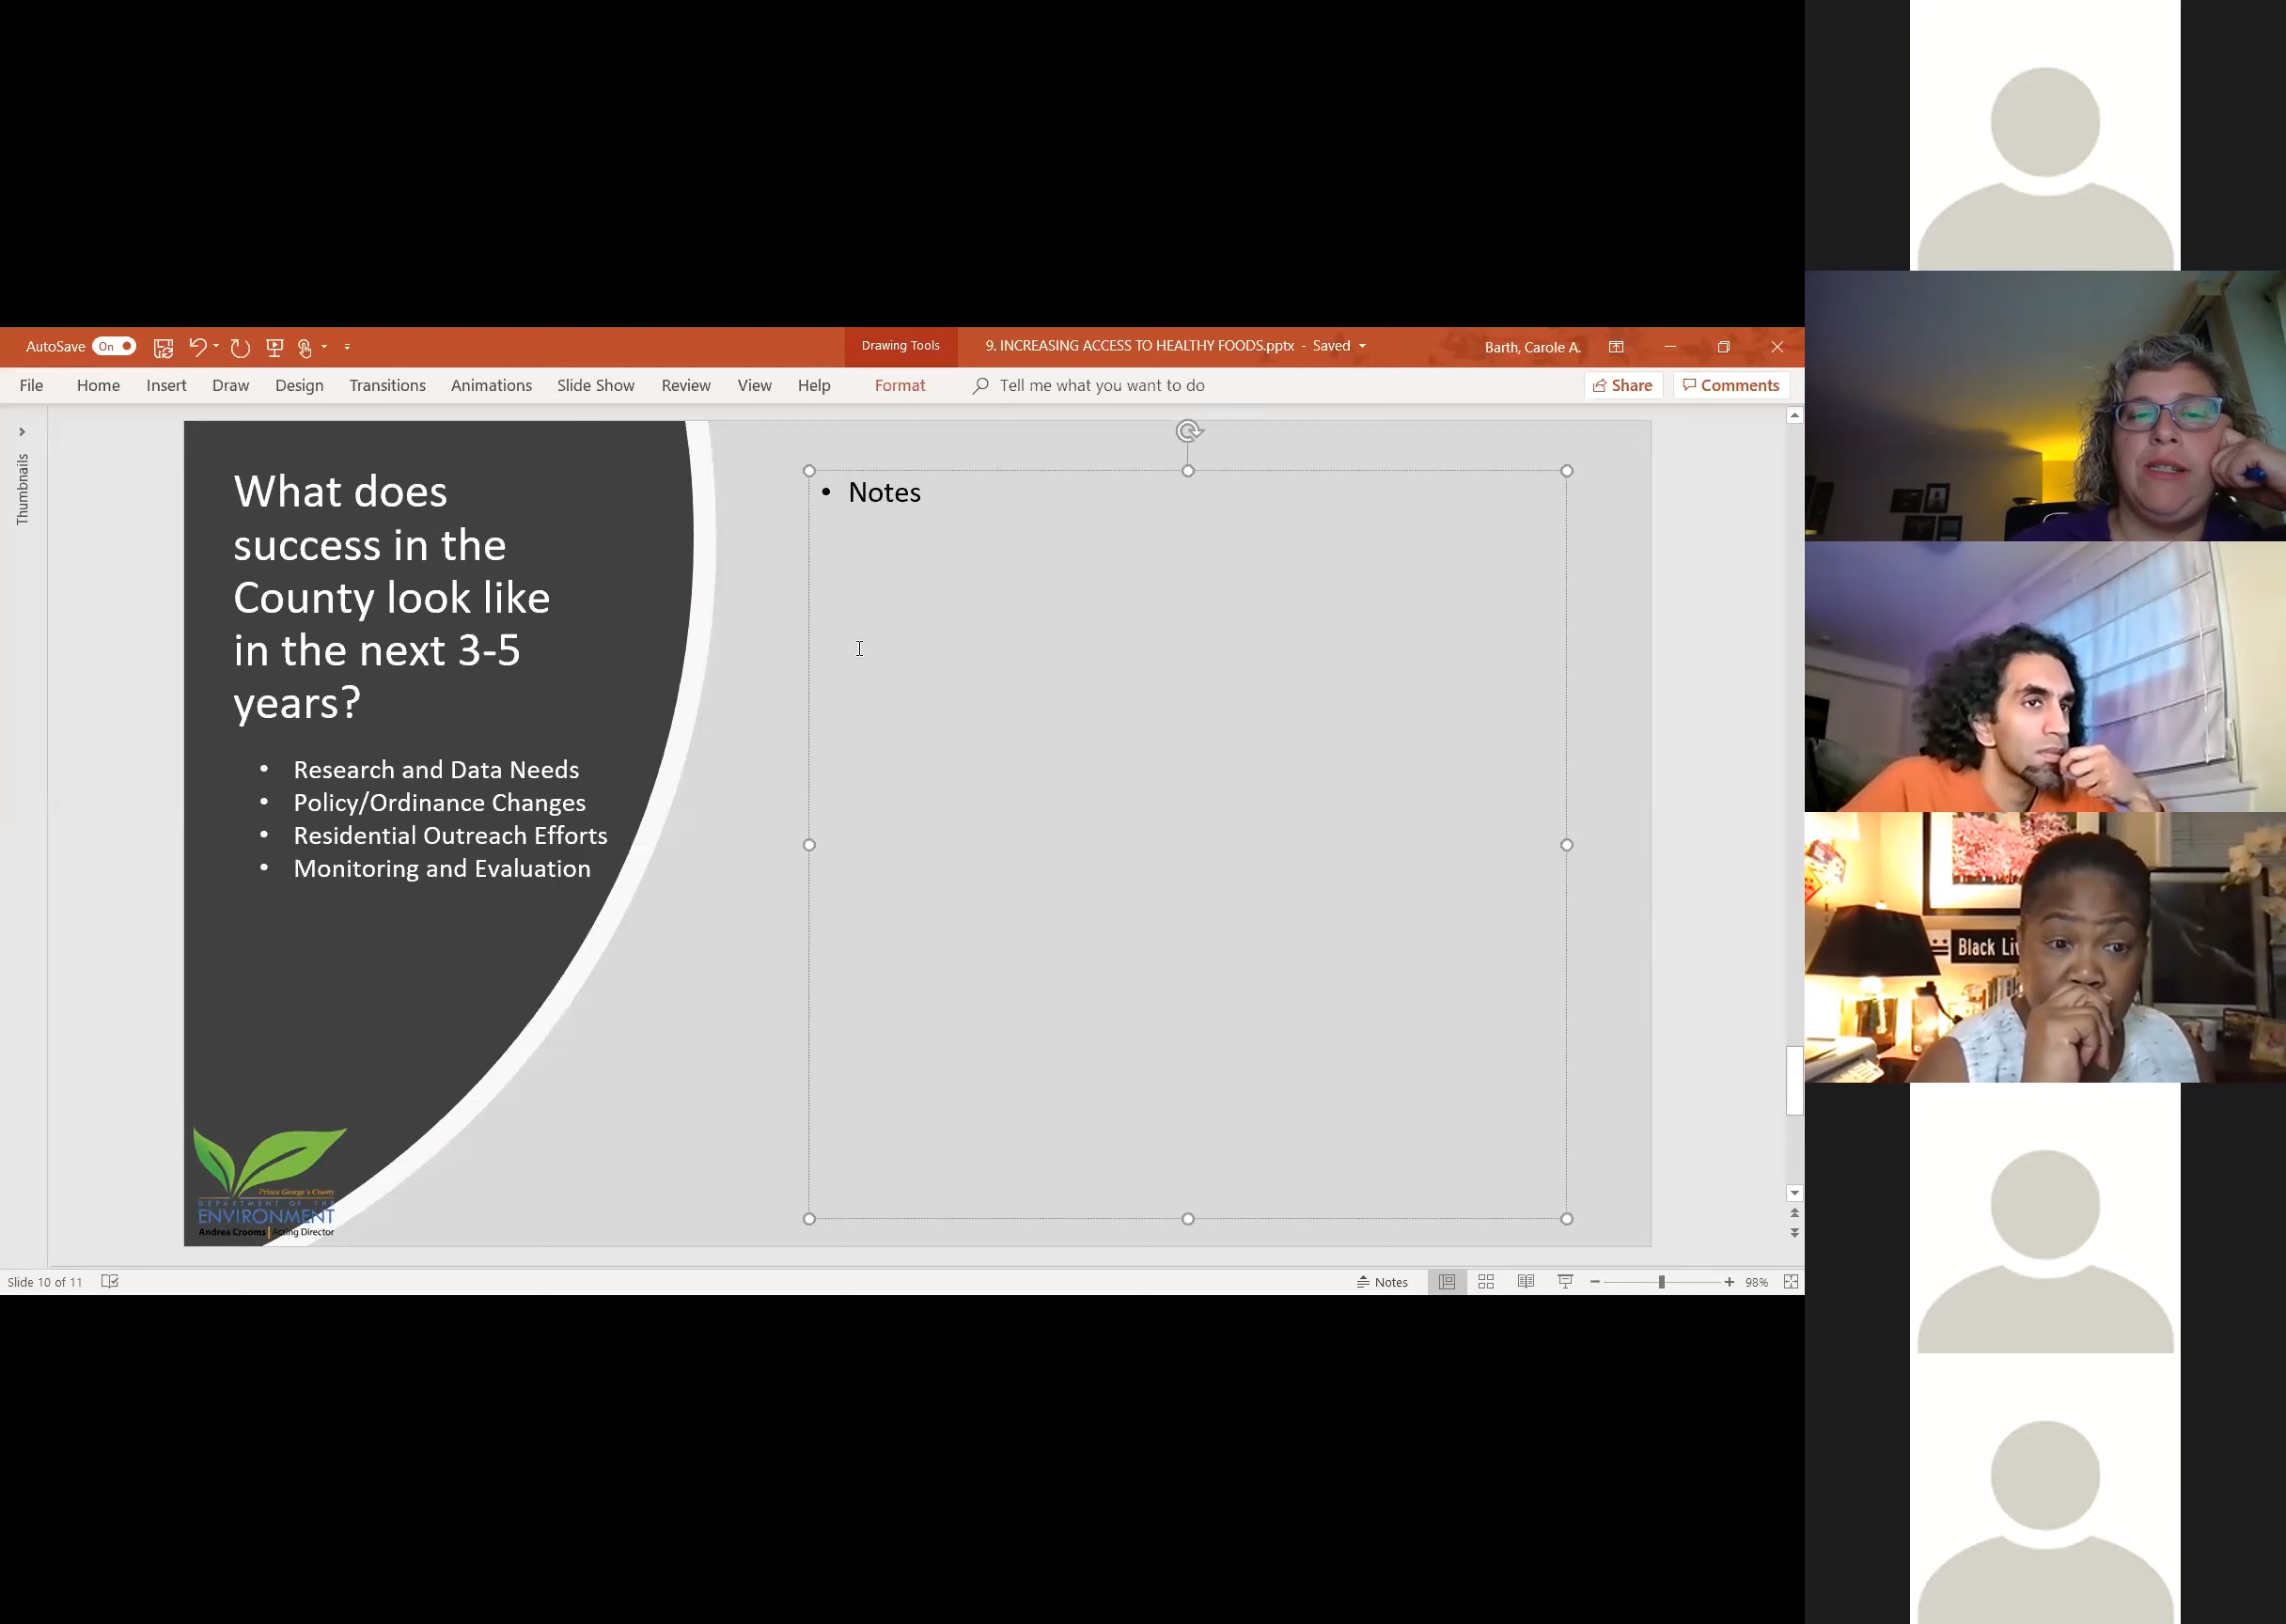 AutoSave On
Drawing Tools
9. INCREASING ACCESS TO HEALTHY FOODS.pptx - Saved
Barth, Carole A.
File Home Insert Draw Design Transitions Animations Slide Show Review View Help Format Tell me what you want to do Share Comments
Thumbnails
What does
success in the
County look like
in the next 3-5
years?
• Research and Data Needs
• Policy/Ordinance Changes
• Residential Outreach Efforts
• Monitoring and Evaluation
• Notes
Prince George's County
DEPARTMENT OF THE
ENVIRONMENT
Andrea Crooms | Acting Director
Black Li
Slide 10 of 11
Notes
98%